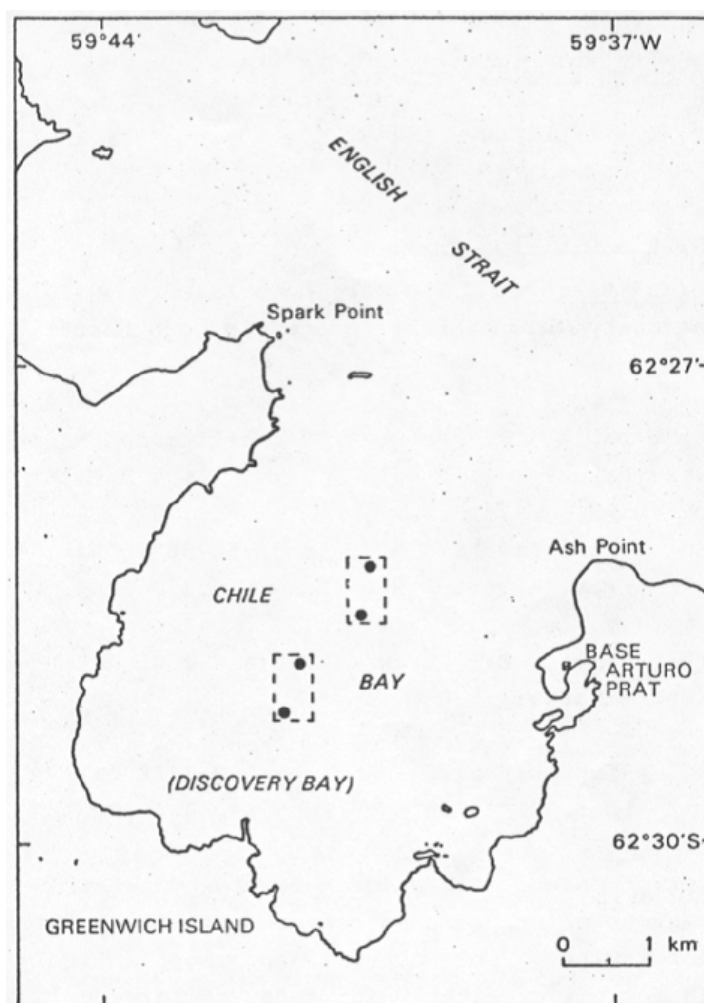 59°44'
59°37'W
ENGLISH
STRAIT
Spark Point
62°27'
Ash Point
CHILE
BASE
ARTURO
PRAT
BAY
(DISCOVERY BAY)
62°30'S
GREENWICH ISLAND
0 1 km